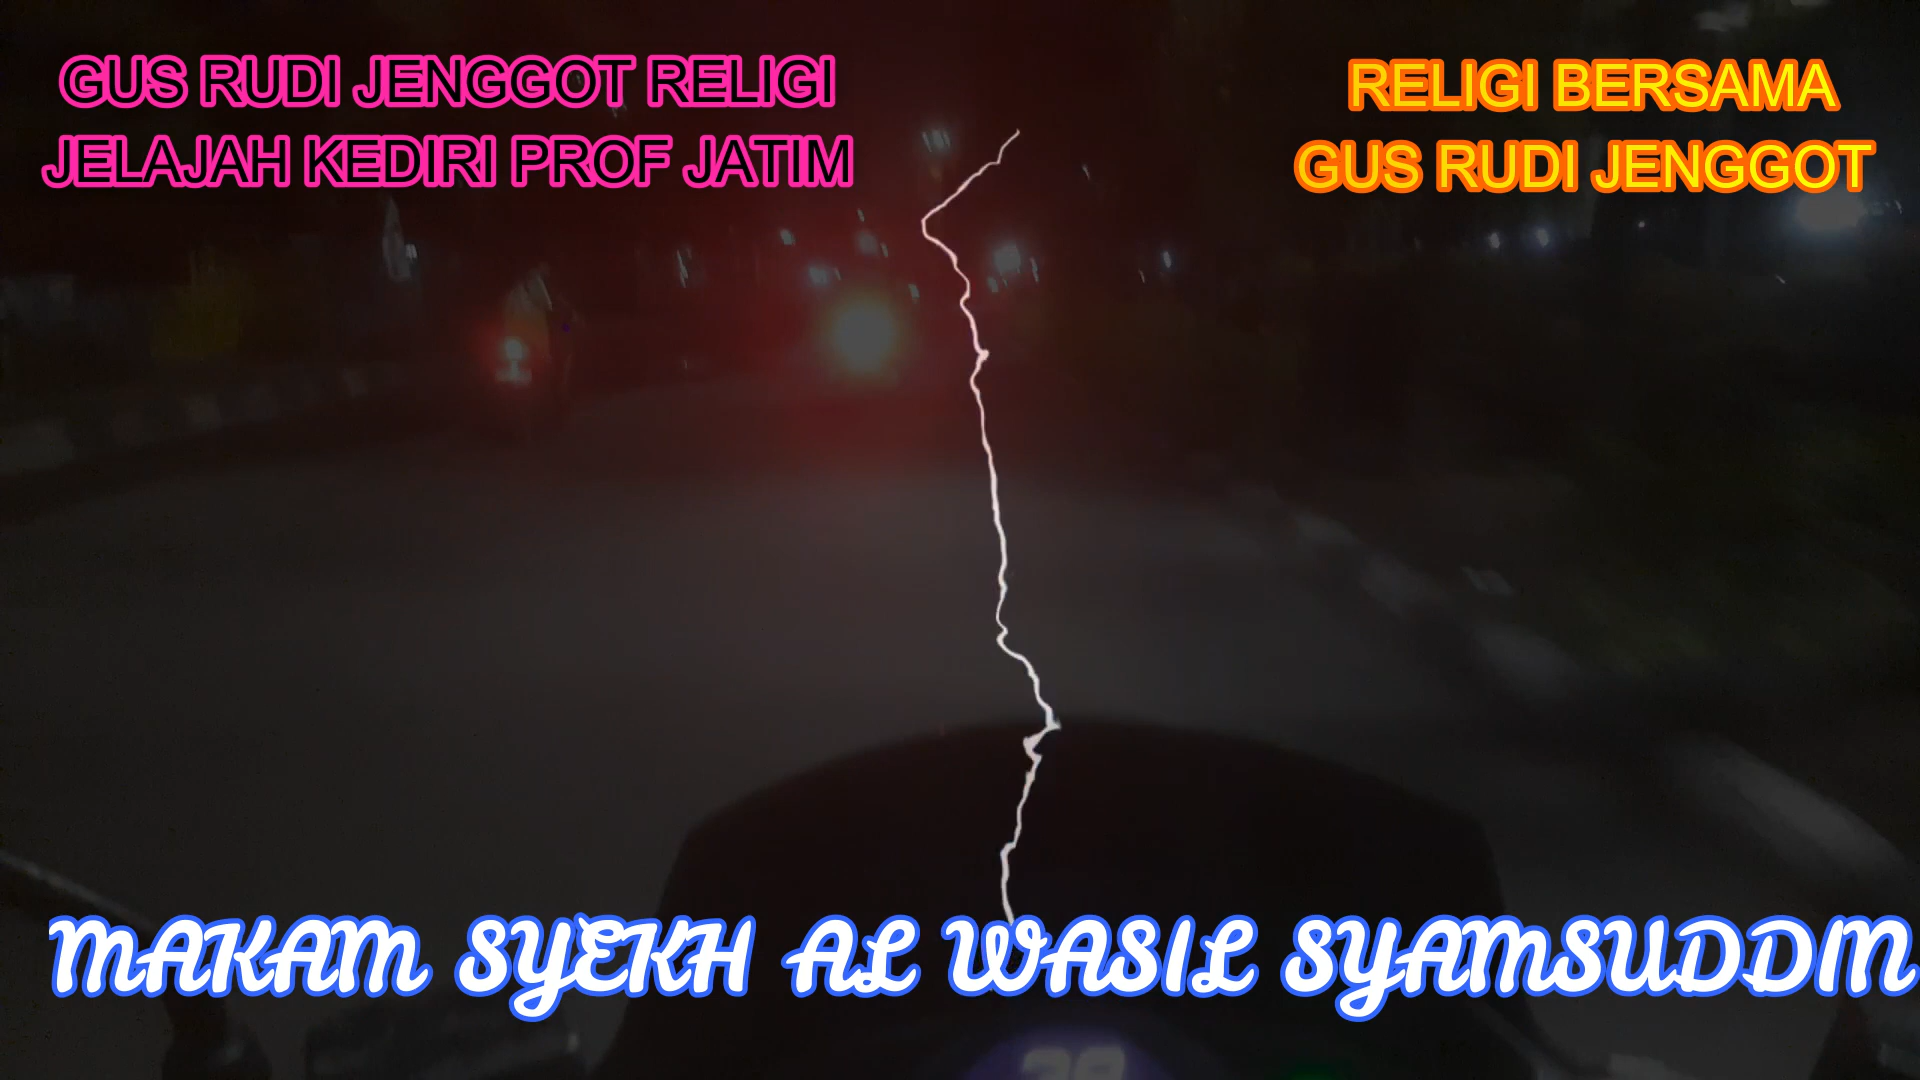 GUS RUDI JENGGOT RELIGI
JELAJAH KEDIRI PROF JATIM
RELIGI BERSAMA
GUS RUDI JENGGOT
MAKAM SYEKH AL WASIL SYAMSUDDIN